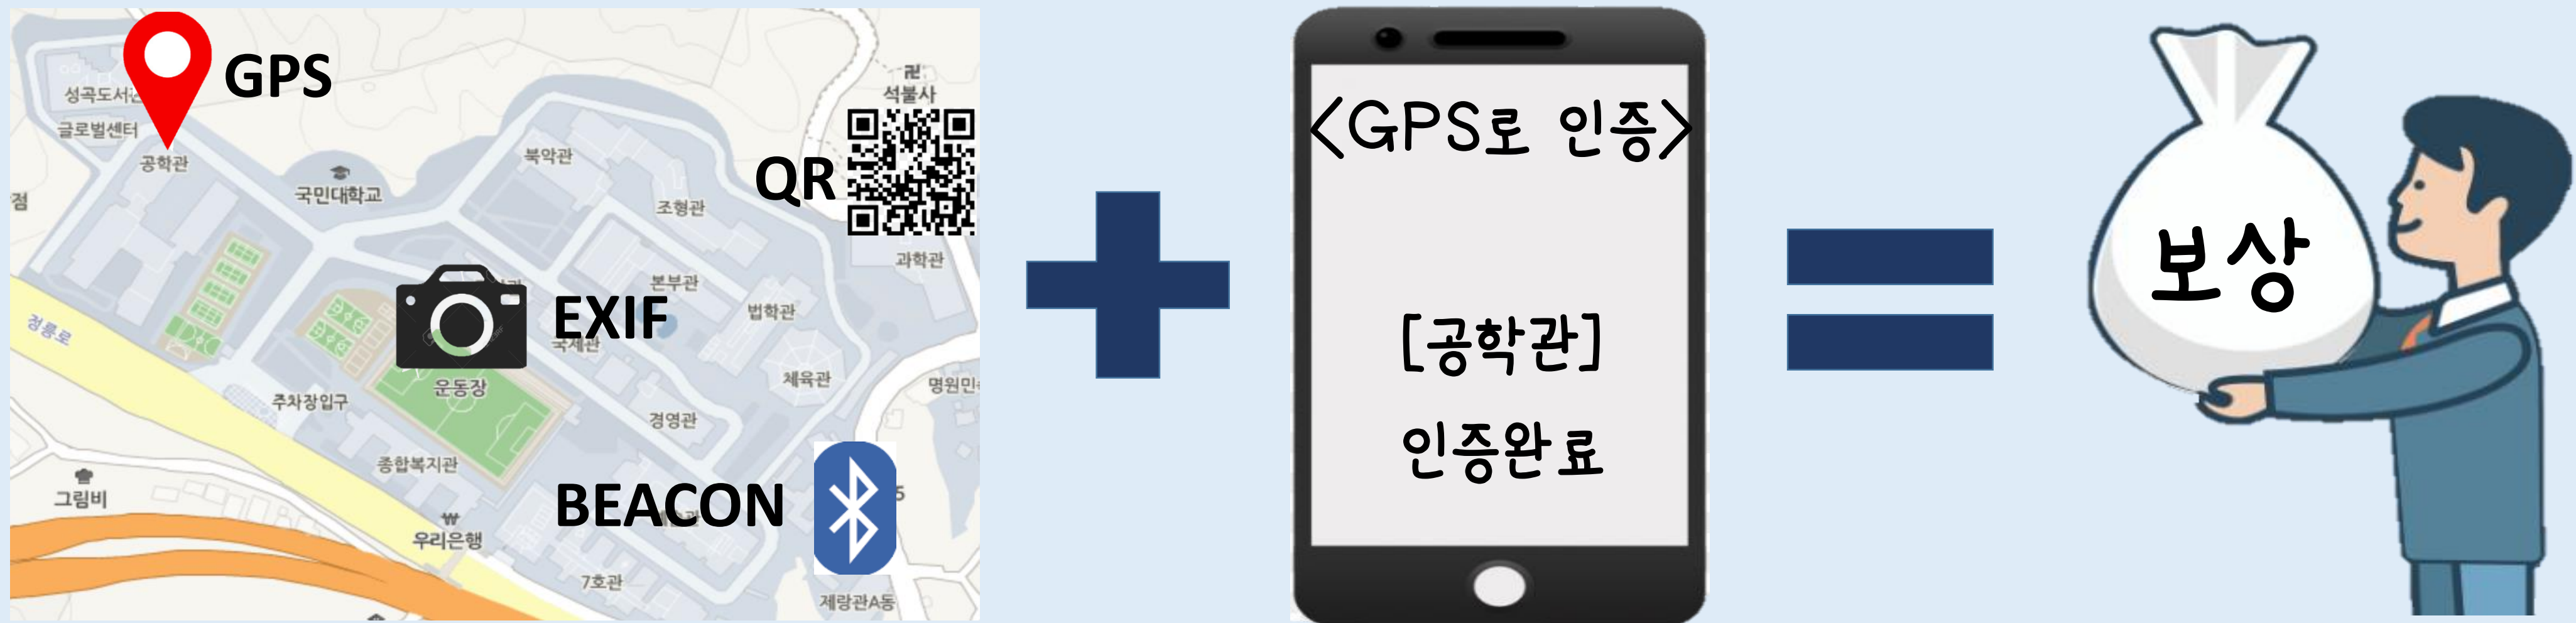 GPS
성곡도서관
글로벌센터
공학관
북악관
국민대학교
점
석불사
QR
조형관
과학관
본부관
EXIF
법학관
국제관
정릉로
운동장
체육관
명원민
주차장입구
경영관
종합복지관
그림비
BEACON
5
우리은행
7호관
제랑관A동
<GPS로 인증>
[공학관]
인증완료
보상